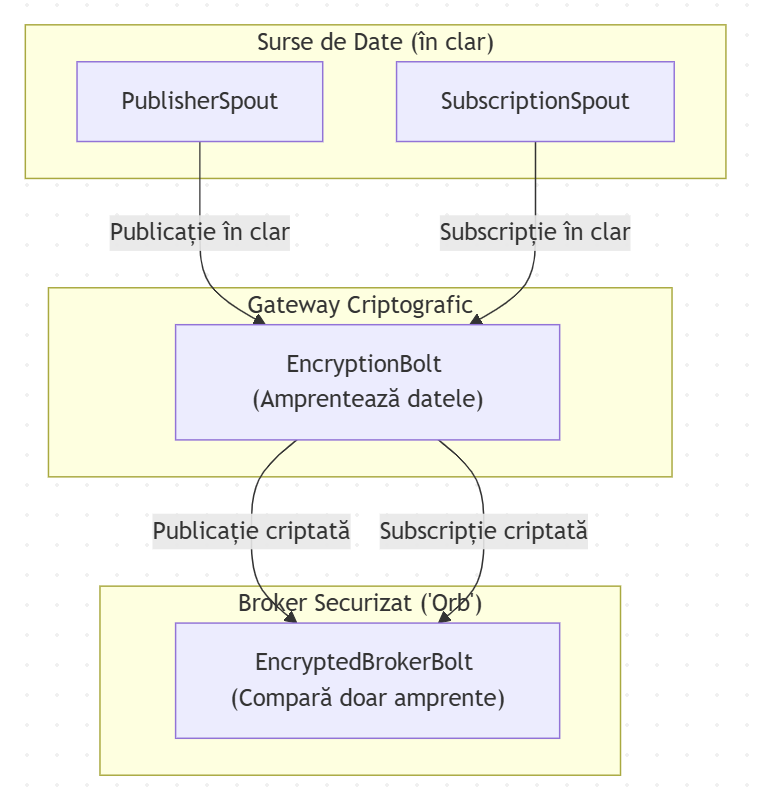 Surse de Date (în clar)
PublisherSpout
SubscriptionSpout
Publicație în clar
Subscripție în clar
Gateway Criptografic
EncryptionBolt
(Amprentează datele)
Publicație criptată
Subscripție criptată
Broker Securizat ('Orb')
EncryptedBrokerBolt
(Compară doar amprente)